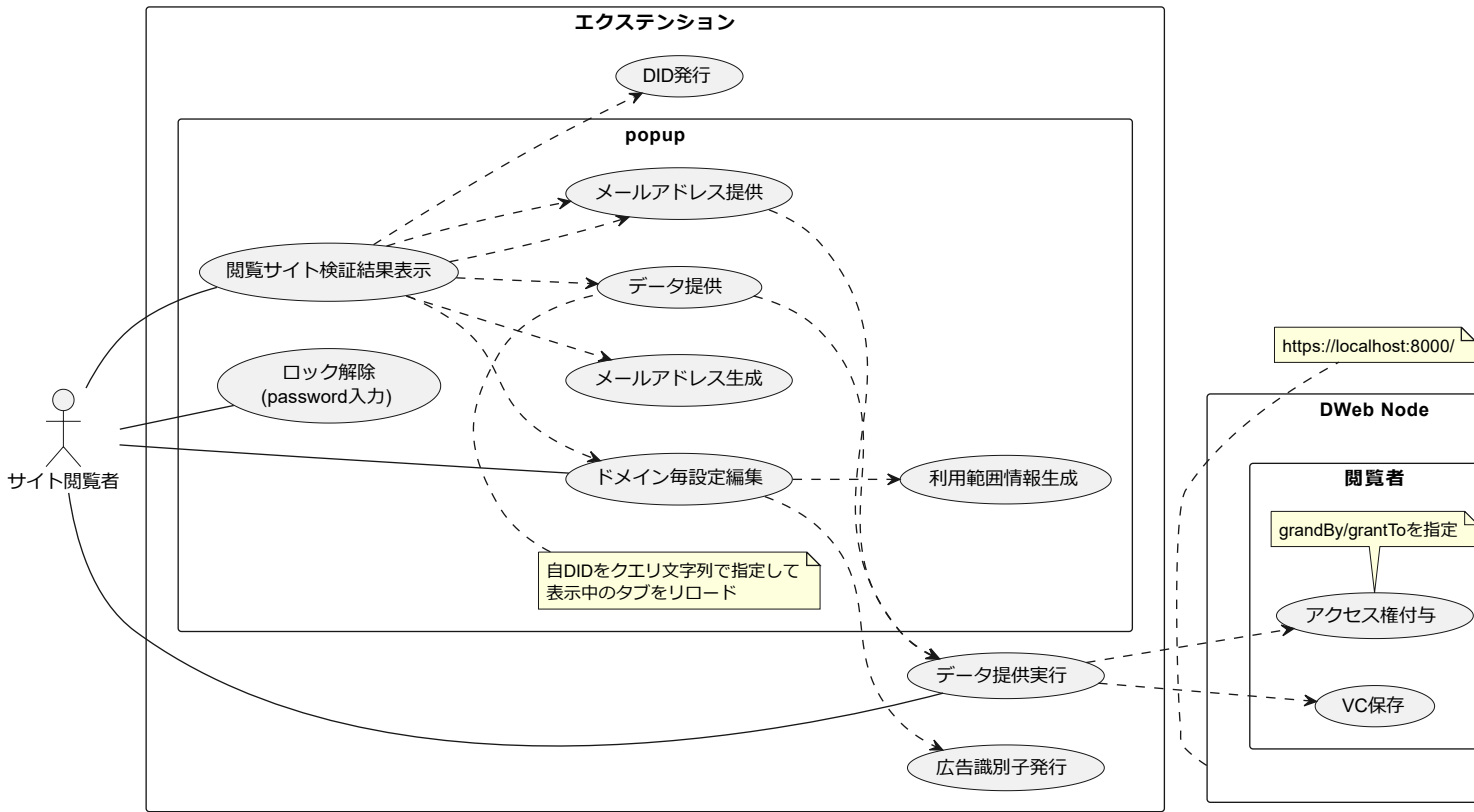 エクステンション
DID発行
popup
メールアドレス提供
閲覧サイト検証結果表示
データ提供
ロック解除
(password入力)
メールアドレス生成
サイト閲覧者
ドメイン毎設定編集
利用範囲情報生成
自DIDをクエリ文字列で指定して
表示中のタブをリロード
データ提供実行
広告識別子発行
https://localhost:8000/
DWeb Node
閲覧者
grandBy/grantToを指定
アクセス権付与
VC保存